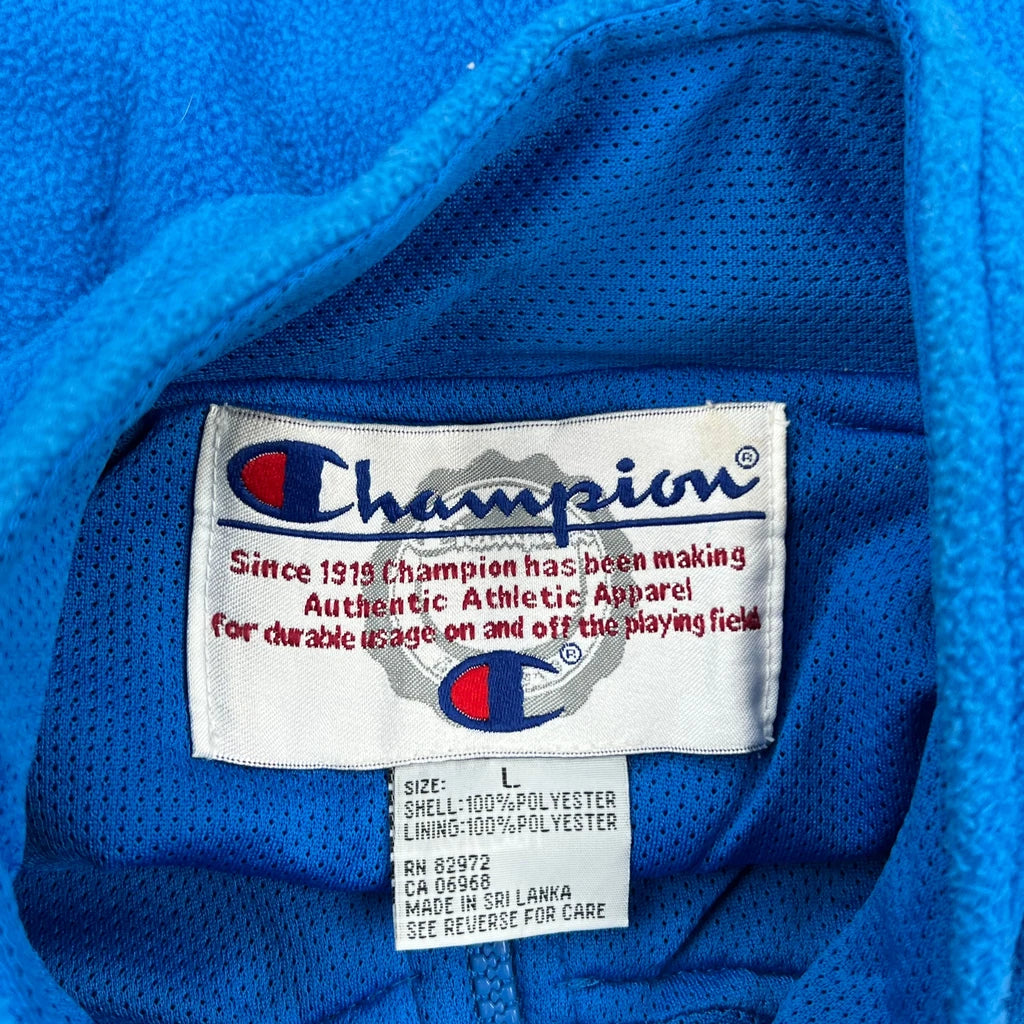 Champion®
Since 1919 Champion has been making
Authentic Athletic Apparel
for durable usage on and off the playing field
®
SIZE: L
SHELL:100%POLYESTER
LINING:100%POLYESTER
RN 82972
CA 06968
MADE IN SRI LANKA
SEE REVERSE FOR CARE